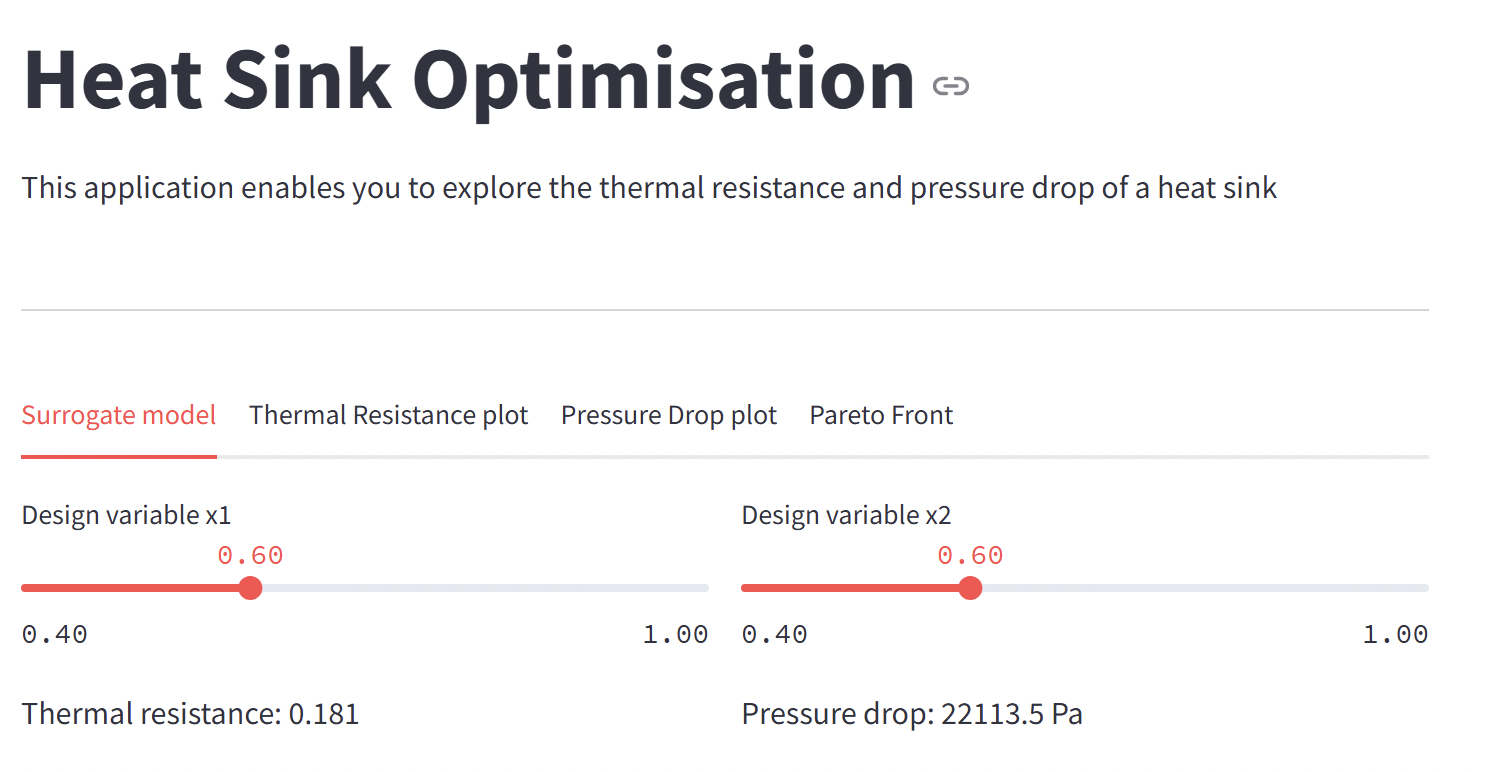 Heat Sink Optimisation
This application enables you to explore the thermal resistance and pressure drop of a heat sink
Surrogate model Thermal Resistance plot Pressure Drop plot Pareto Front
Design variable x1 Design variable x2
0.60 0.60
0.40 1.00 0.40 1.00
Thermal resistance: 0.181 Pressure drop: 22113.5 Pa